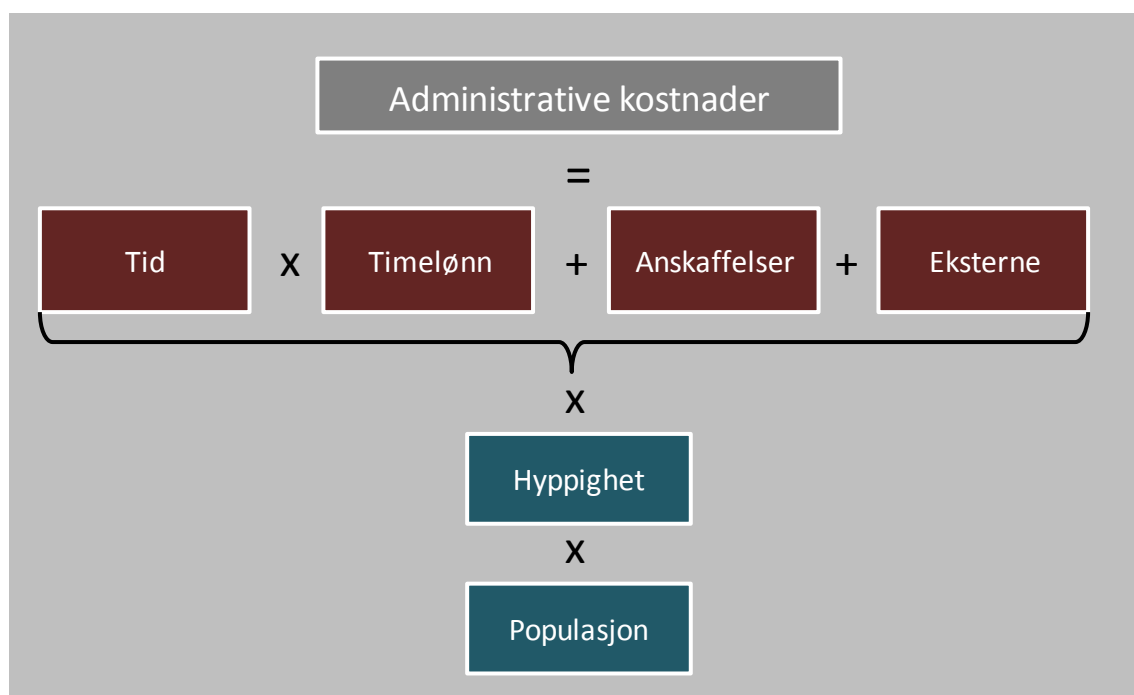 Administrative kostnader
=
Tid x Timelønn + Anskaffelser + Eksterne
x
Hyppighet
x
Populasjon